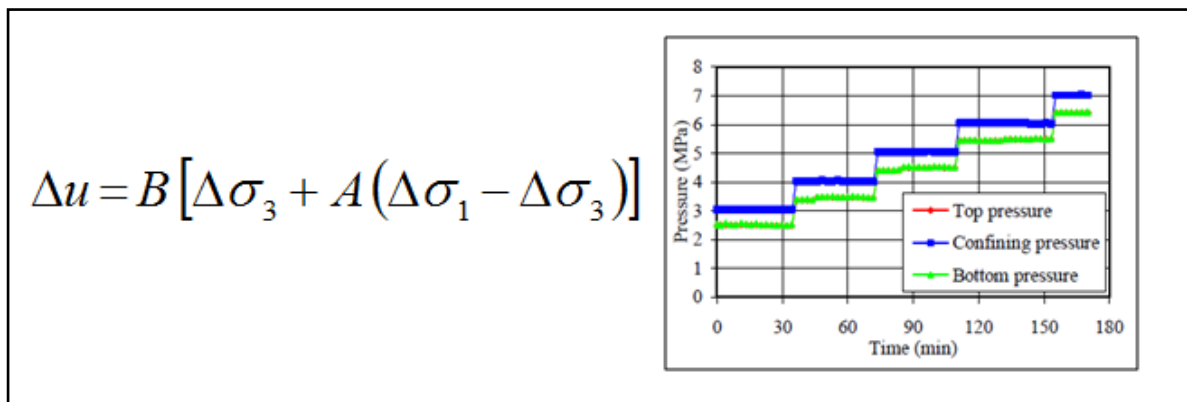 Δu = B[Δσ₃ + A(Δσ₁ − Δσ₃)]
8
7
6
5
4
3
2
1
0
Pressure (MPa)
Top pressure
Confining pressure
Bottom pressure
0 30 60 90 120 150 180
Time (min)